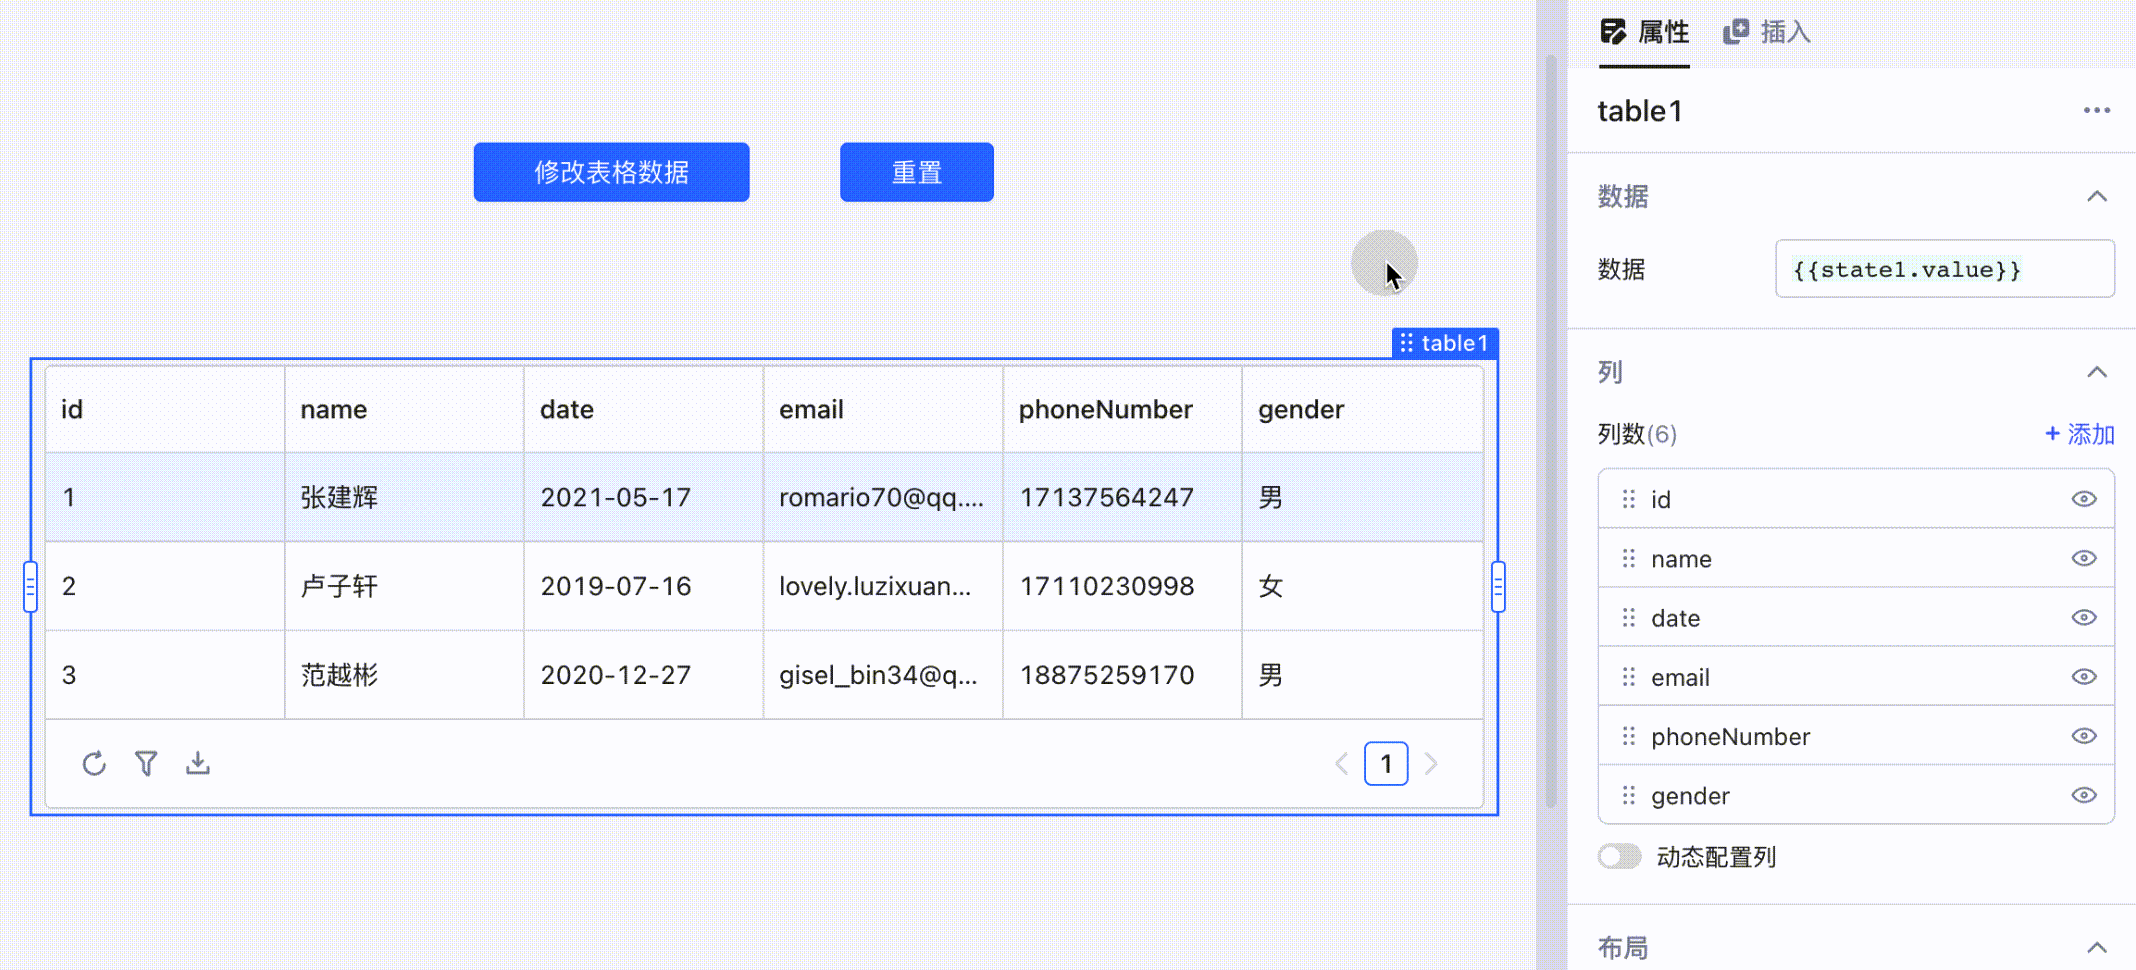 属性 插入
table1
数据
数据 {{state1.value}}
列
列数(6) + 添加
id
name
date
email
phoneNumber
gender
动态配置列
布局
修改表格数据 重置
table1
id name date email phoneNumber gender
1 张建辉 2021-05-17 romario70@qq.... 17137564247 男
2 卢子轩 2019-07-16 lovely.luzixuan... 17110230998 女
3 范越彬 2020-12-27 gisel_bin34@q... 18875259170 男
1